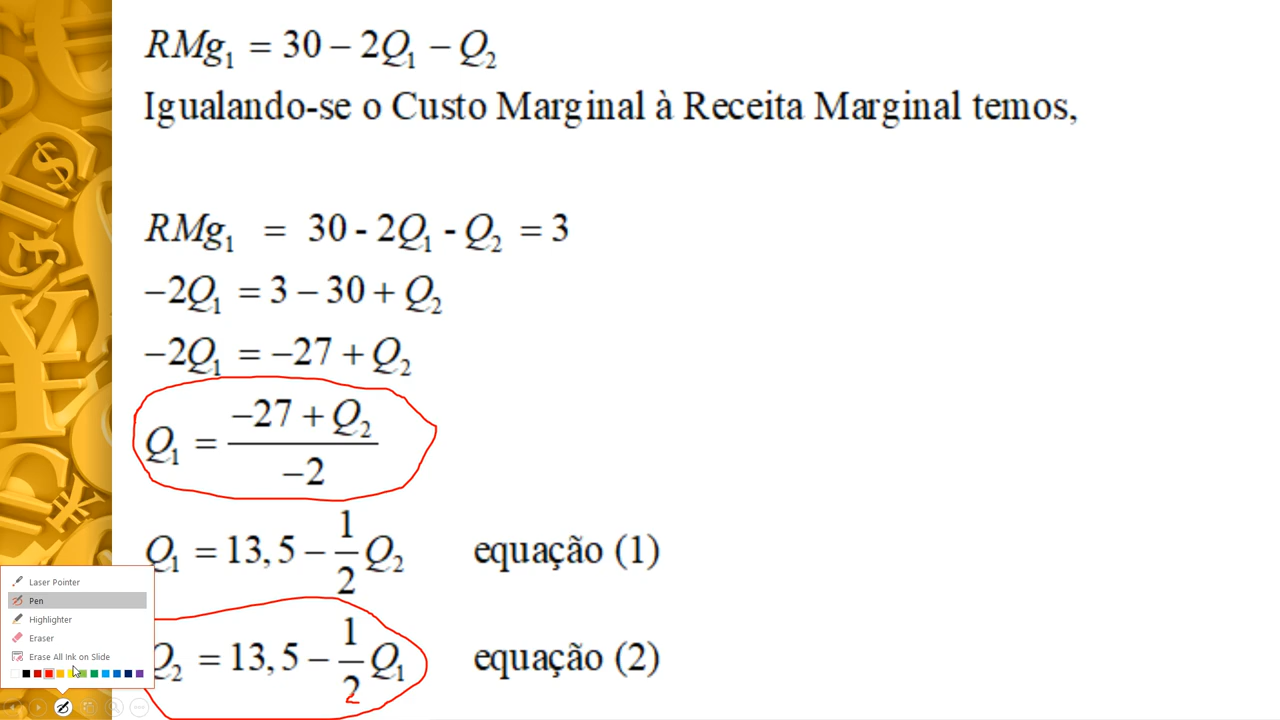 RMg₁ = 30 − 2Q₁ − Q₂
Igualando-se o Custo Marginal à Receita Marginal temos,
RMg₁ = 30 - 2Q₁ - Q₂ = 3
−2Q₁ = 3 − 30 + Q₂
−2Q₁ = −27 + Q₂
Q₁ = (−27 + Q₂)/(−2)
Q₁ = 13,5 − 1/2 Q₂ equação (1)
Q₂ = 13,5 − 1/2 Q₁ equação (2)
Laser Pointer
Pen
Highlighter
Eraser
Erase All Ink on Slide